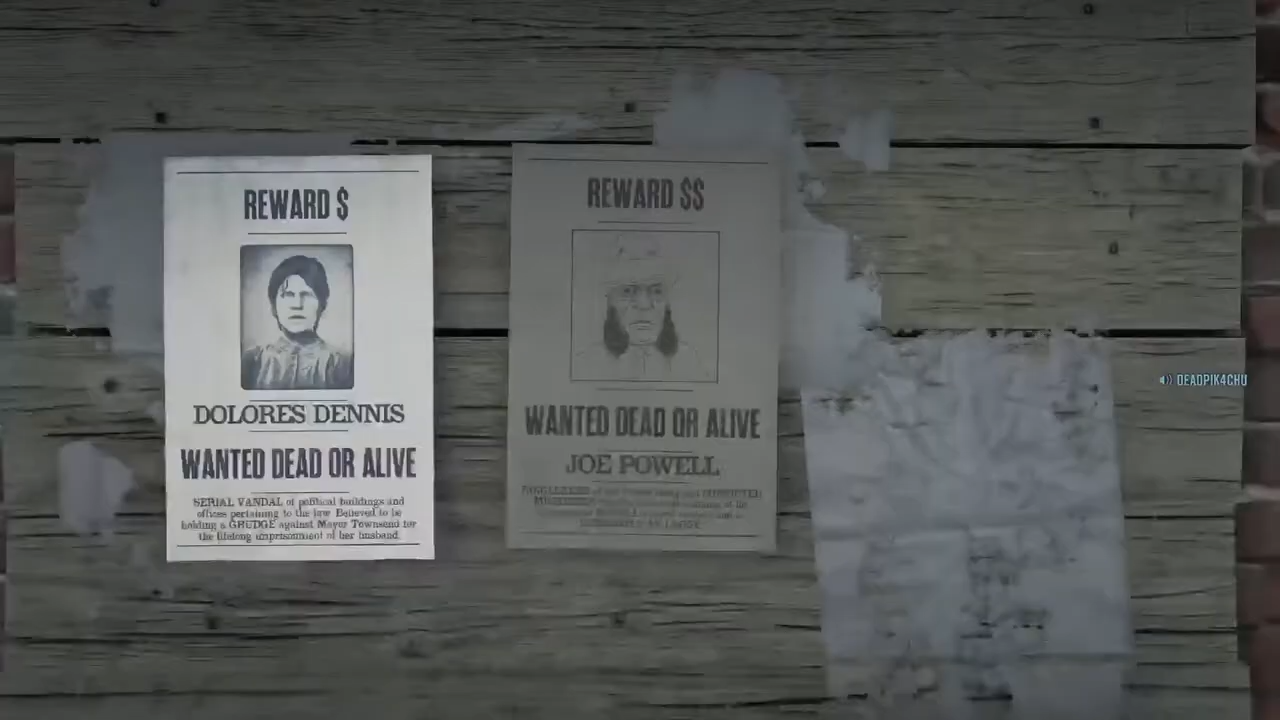 REWARD $
DOLORES DENNIS
WANTED DEAD OR ALIVE
SERIAL VANDAL of political buildings and
offices pertaining to the law. Believed to be
holding a GRUDGE against Mayor Townsend for
the lifelong imprisonment of her husband.
REWARD $$
WANTED DEAD OR ALIVE
JOE POWELL
DEADPIK4CHU